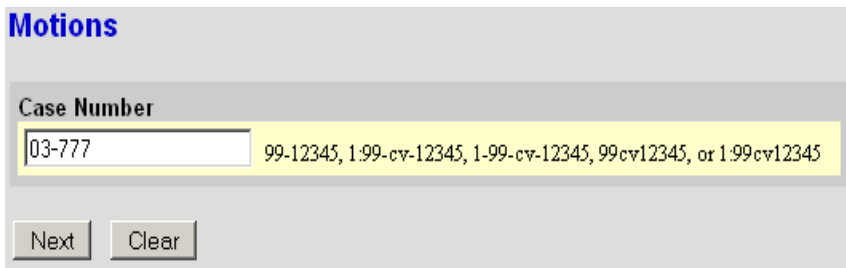 Motions
Case Number
03-777 99-12345, 1:99-cv-12345, 1-99-cv-12345, 99cv12345, or 1:99cv12345
Next Clear